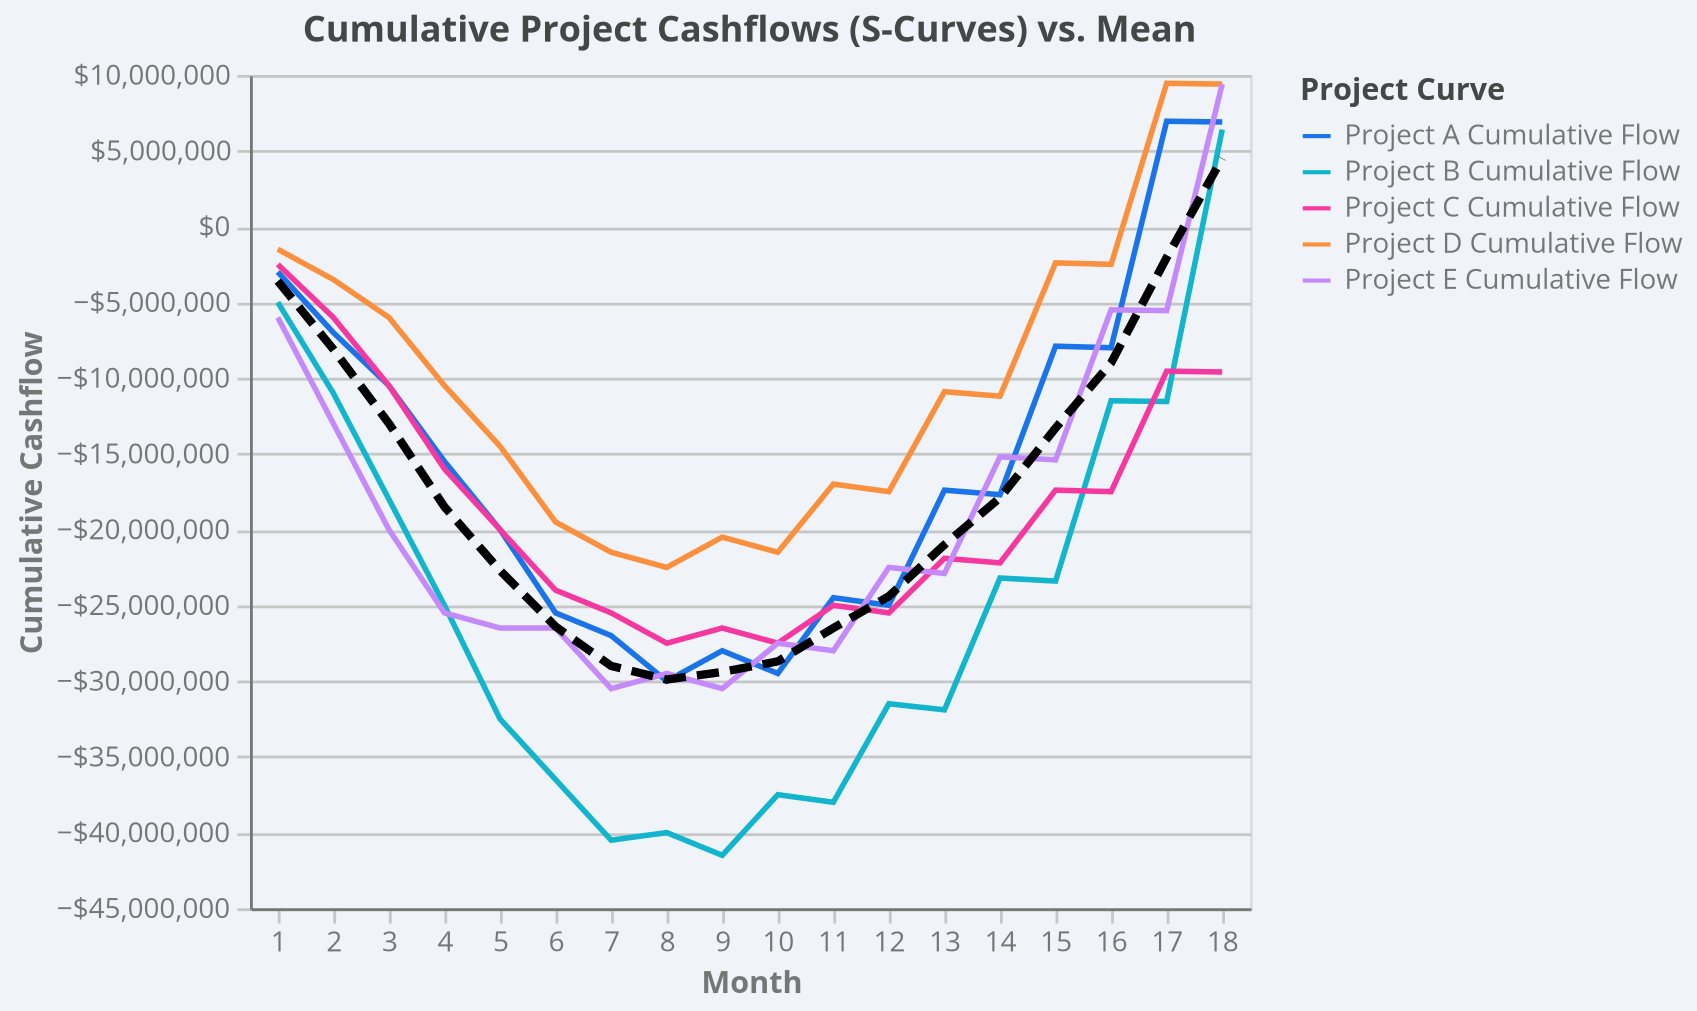 Cumulative Project Cashflows (S-Curves) vs. Mean
$10,000,000
$5,000,000
$0
−$5,000,000
−$10,000,000
−$15,000,000
−$20,000,000
−$25,000,000
−$30,000,000
−$35,000,000
−$40,000,000
−$45,000,000
Cumulative Cashflow
1 2 3 4 5 6 7 8 9 10 11 12 13 14 15 16 17 18
Month
Project Curve
Project A Cumulative Flow
Project B Cumulative Flow
Project C Cumulative Flow
Project D Cumulative Flow
Project E Cumulative Flow